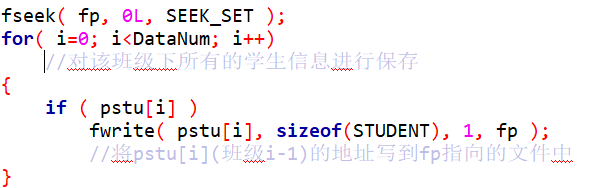 fseek( fp, 0L, SEEK_SET );
for( i=0; i<DataNum; i++)
//对该班级下所有的学生信息进行保存
{
if ( pstu[i] )
fwrite( pstu[i], sizeof(STUDENT), 1, fp );
//将pstu[i](班级i-1)的地址写到fp指向的文件中
}